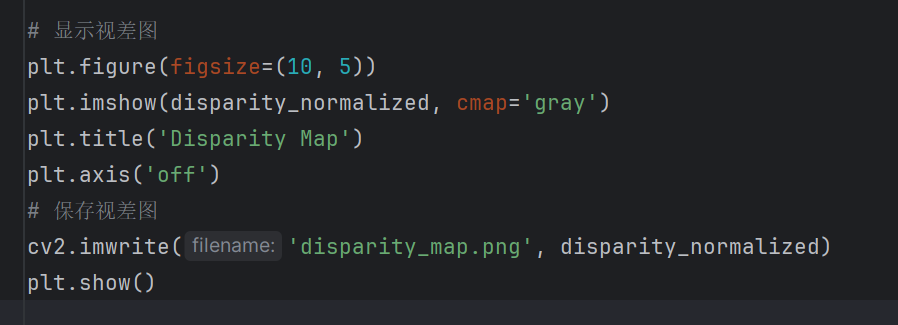 # 显示视差图
plt.figure(figsize=(10, 5))
plt.imshow(disparity_normalized, cmap='gray')
plt.title('Disparity Map')
plt.axis('off')
# 保存视差图
cv2.imwrite( filename: 'disparity_map.png', disparity_normalized)
plt.show()